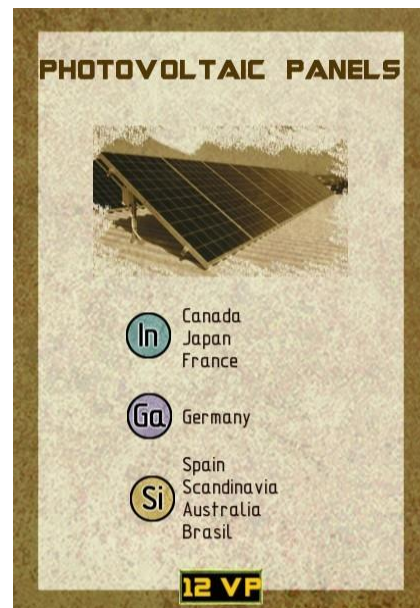 PHOTOVOLTAIC PANELS
In
Canada
Japan
France
Ga
Germany
Si
Spain
Scandinavia
Australia
Brasil
12 VP